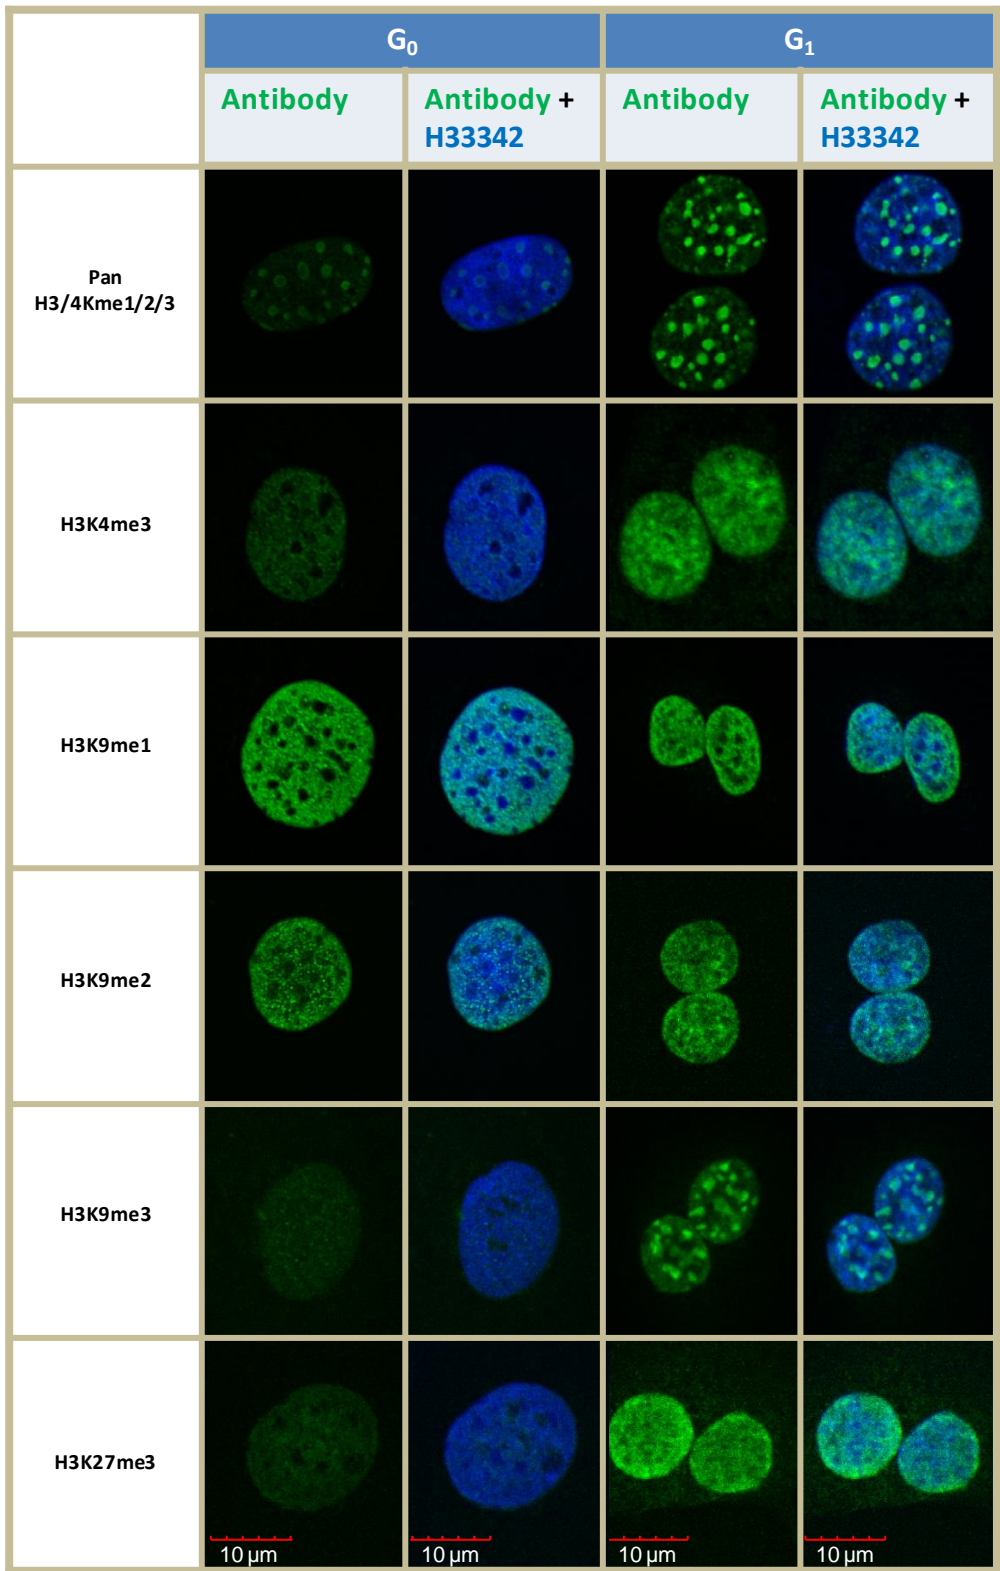 G₀ G₁
Antibody Antibody + Antibody Antibody +
H33342 H33342
Pan
H3/4Kme1/2/3
H3K4me3
H3K9me1
H3K9me2
H3K9me3
H3K27me3
10 µm 10 µm 10 µm 10 µm